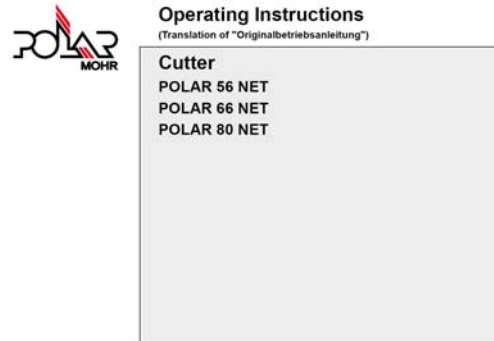 POLAR
MOHR
Operating Instructions
(Translation of "Originalbetriebsanleitung")
Cutter
POLAR 56 NET
POLAR 66 NET
POLAR 80 NET